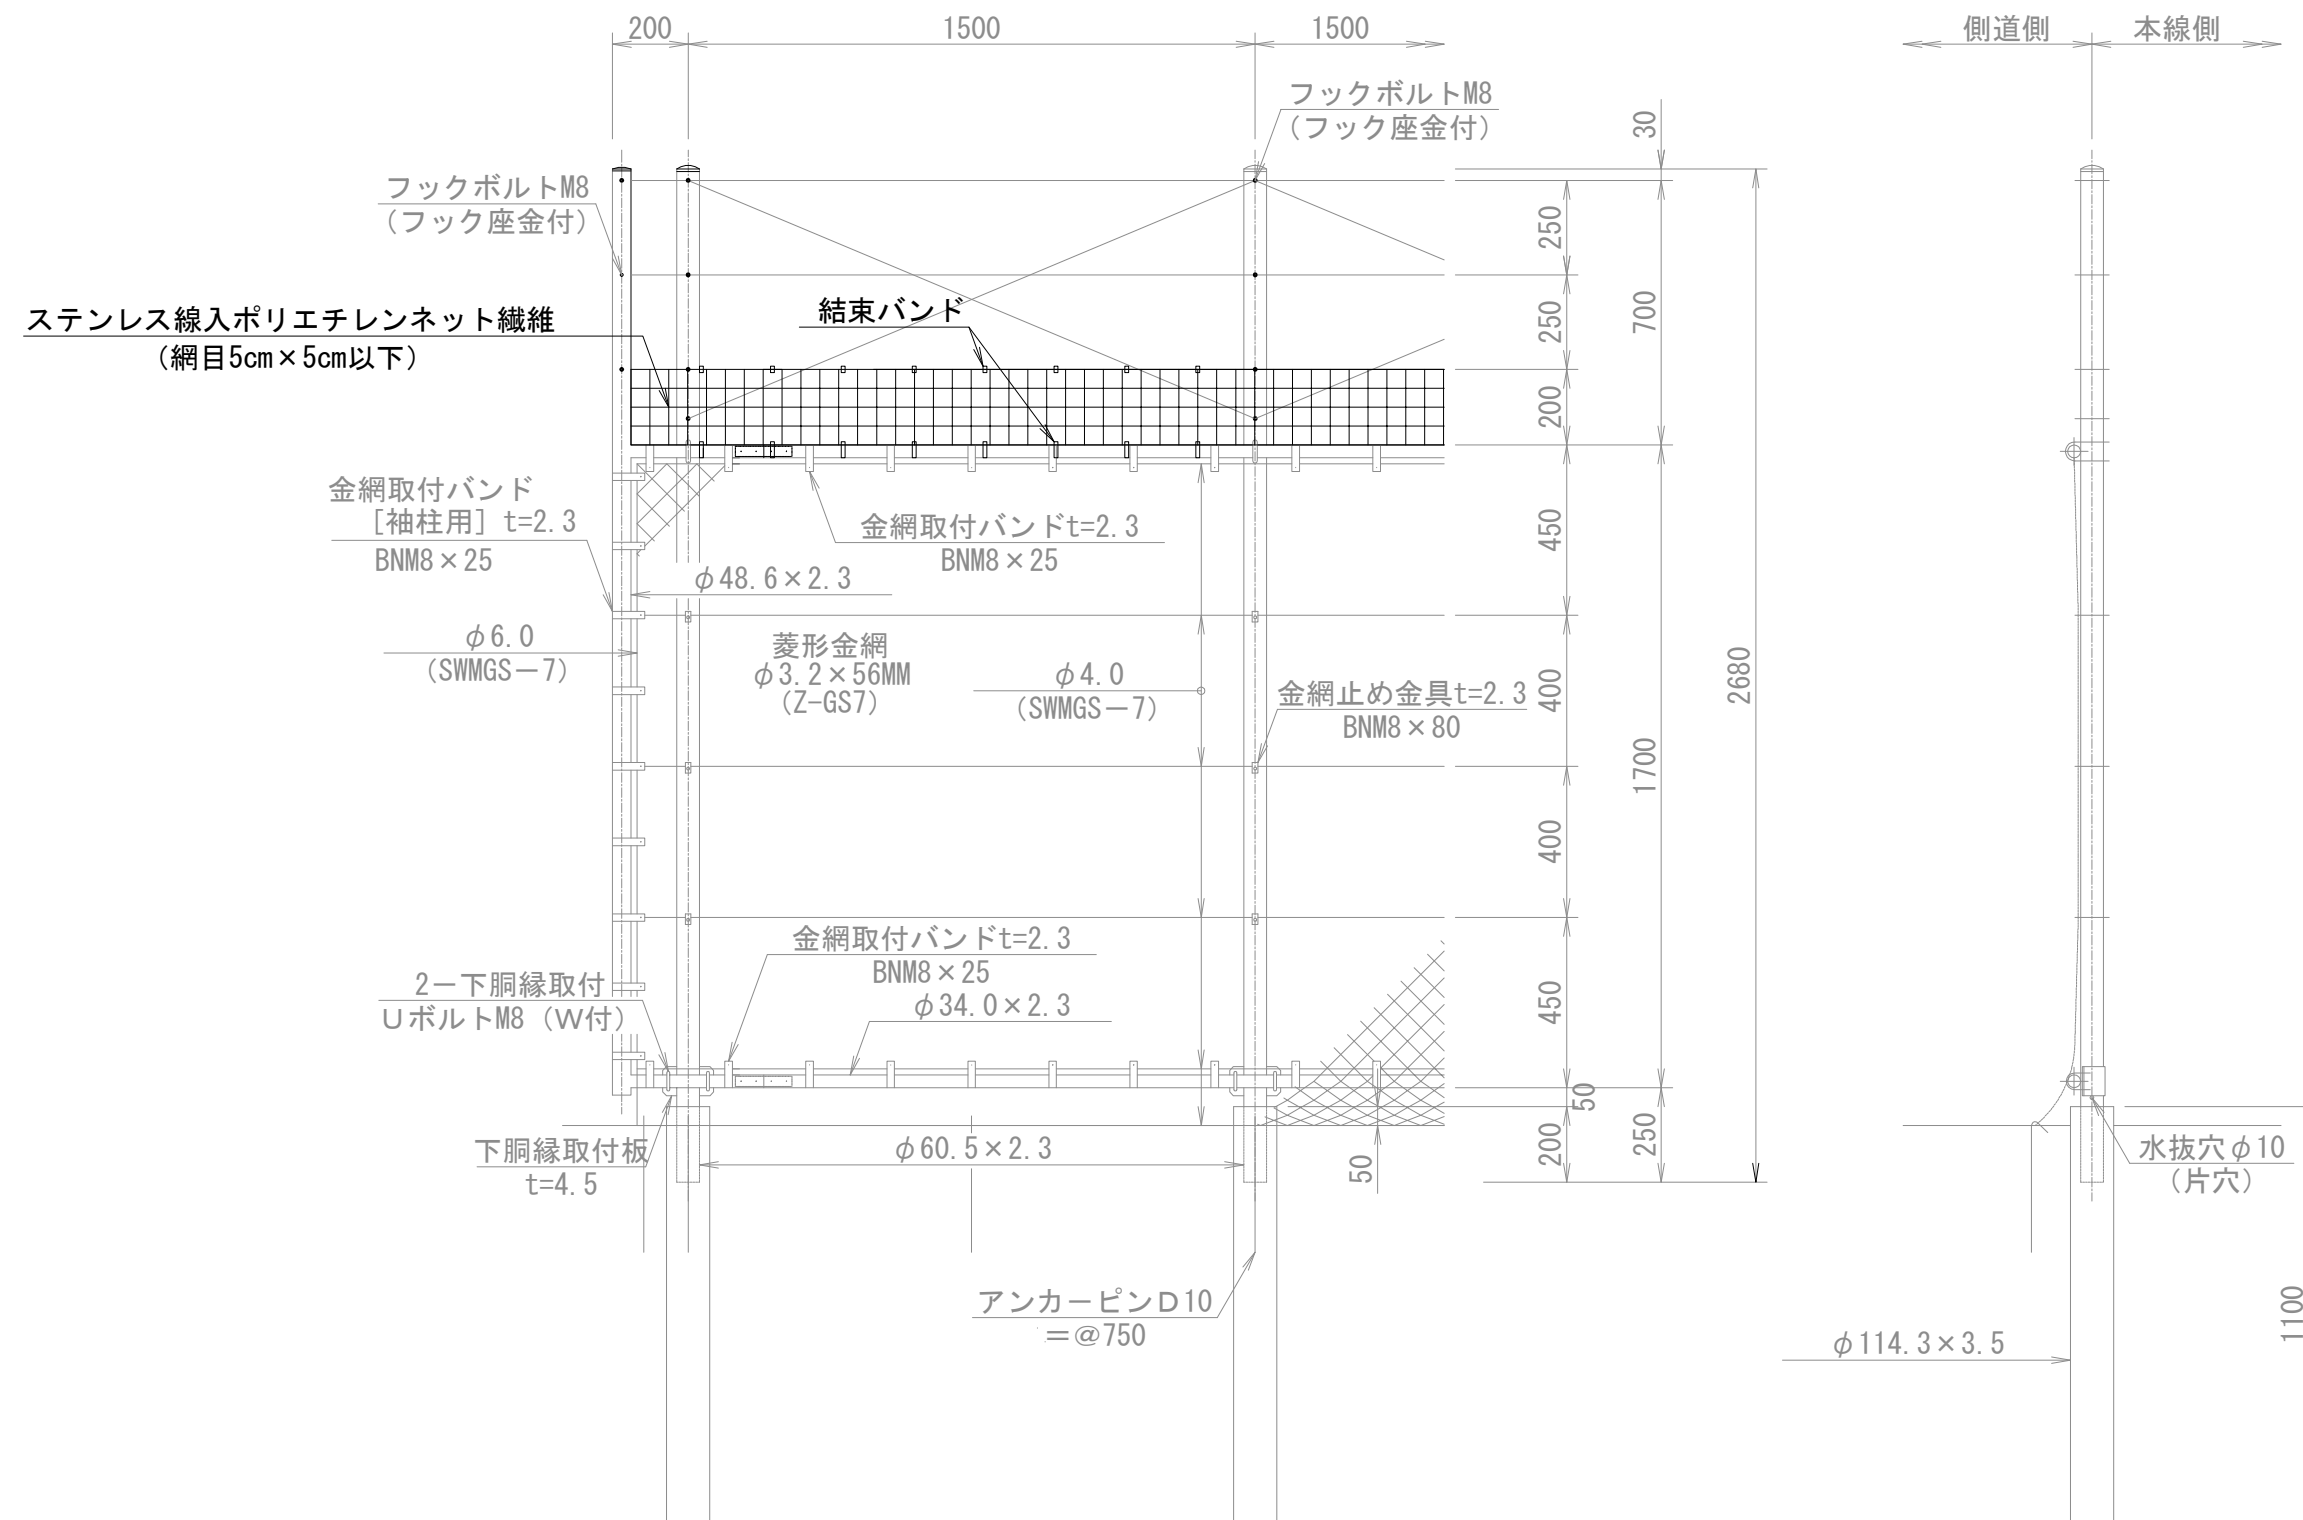 200
1500
1500
側道側
本線側
フックボルトM8
(フック座金付)
30
フックボルトM8
(フック座金付)
250
ステンレス線入ポリエチレンネット繊維
(網目5cm×5cm以下)
結束バンド
250
700
200
金網取付バンド
[袖柱用] t=2.3
BNM8×25
金網取付バンドt=2.3
BNM8×25
450
φ48.6×2.3
φ6.0
(SWMGS－7)
菱形金網
φ3.2×56MM
(Z-GS7)
φ4.0
(SWMGS－7)
金網止め金具t=2.3
BNM8×80
400
2680
1700
400
金網取付バンドt=2.3
BNM8×25
φ34.0×2.3
2－下胴縁取付
UボルトM8 (W付)
450
50
下胴縁取付板
t=4.5
φ60.5×2.3
50
200
250
水抜穴φ10
(片穴)
アンカーピンD10
＝@750
φ114.3×3.5
1100